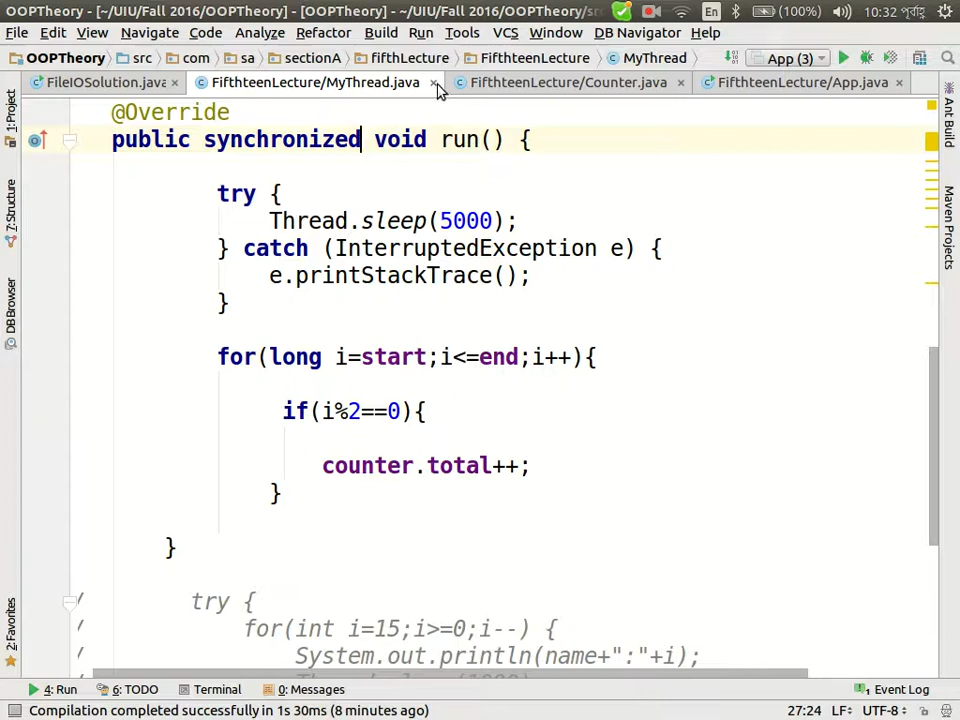 OOPTheory - [~/UIU/Fall 2016/OOPTheory] - [OOPTheory] - ~/UIU/Fall 2016/OOPTheory/sr
En (100%) 10:32 পূর্বাহ্ণ
File Edit View Navigate Code Analyze Refactor Build Run Tools VCS Window DB Navigator Help
OOPTheory src com sa sectionA fifthLecture FifhteenLecture MyThread App (3)
FileIOSolution.java FifhteenLecture/MyThread.java FifhteenLecture/Counter.java FifhteenLecture/App.java
1: Project
7: Structure
DB Browser
2: Favorites
Ant Build
Maven Projects
@Override
public synchronized void run() {
try {
Thread.sleep(5000);
} catch (InterruptedException e) {
e.printStackTrace();
}
for(long i=start;i<=end;i++){
if(i%2==0){
counter.total++;
}
}
/ try {
/ for(int i=15;i>=0;i--) {
/ System.out.println(name+":"+i);
4: Run 6: TODO Terminal 0: Messages 1 Event Log
Compilation completed successfully in 1s 30ms (8 minutes ago) 27:24 LF UTF-8